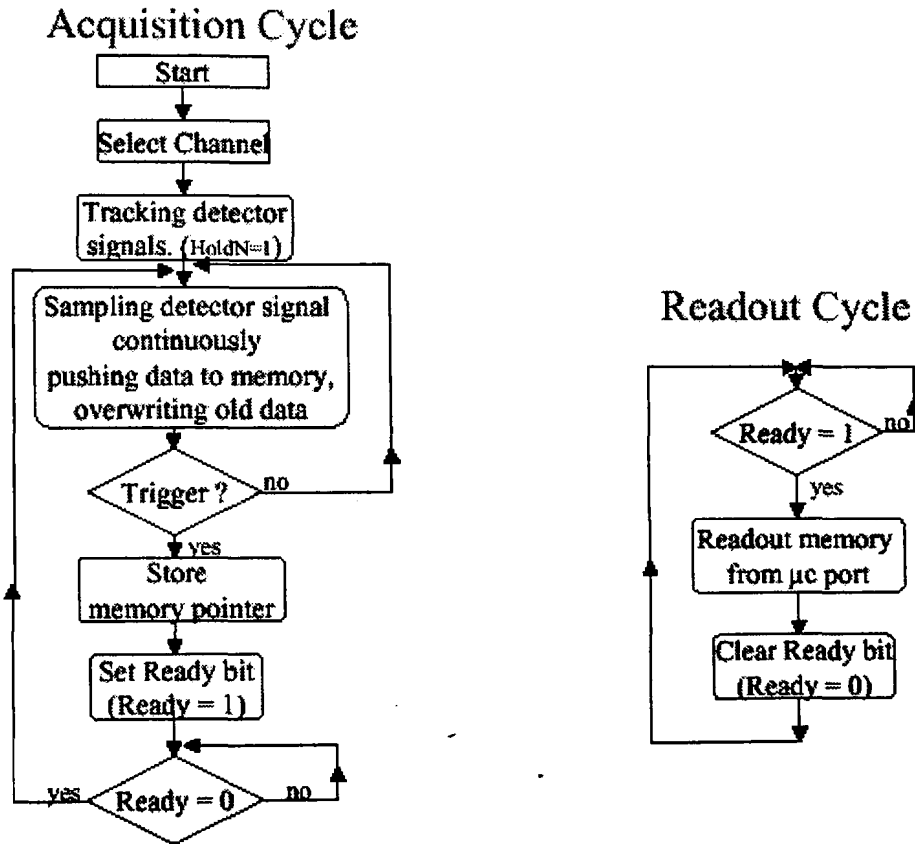 Acquisition Cycle
Start
Select Channel
Tracking detector
signals. (HoldN=1)
Sampling detector signal
continuously
pushing data to memory,
overwriting old data
Trigger ?
no
yes
Store
memory pointer
Set Ready bit
(Ready = 1)
yes
Ready = 0
no
Readout Cycle
Ready = 1
no
yes
Readout memory
from µc port
Clear Ready bit
(Ready = 0)